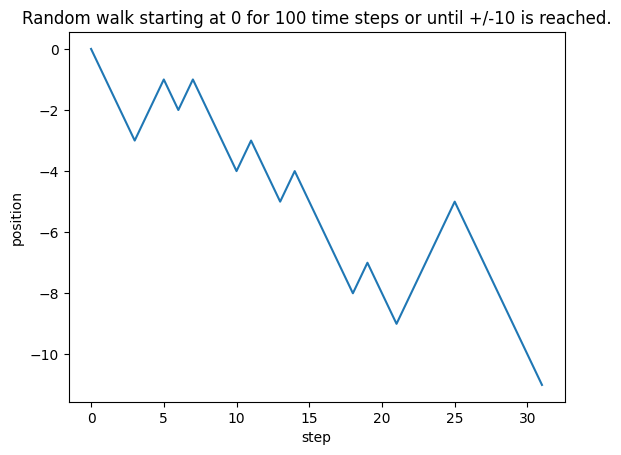 Random walk starting at 0 for 100 time steps or until +/-10 is reached.
0
−2
−4
−6
−8
−10
position
0 5 10 15 20 25 30
step